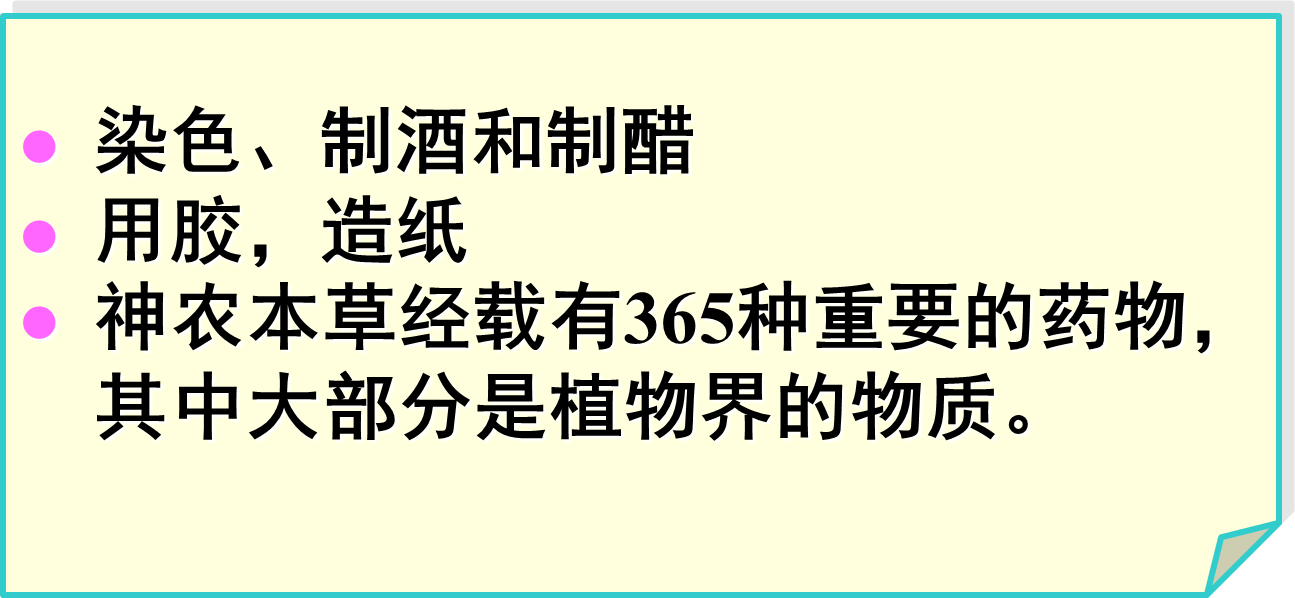 ● 染色、制酒和制醋
● 用胶，造纸
● 神农本草经载有365种重要的药物，
其中大部分是植物界的物质。